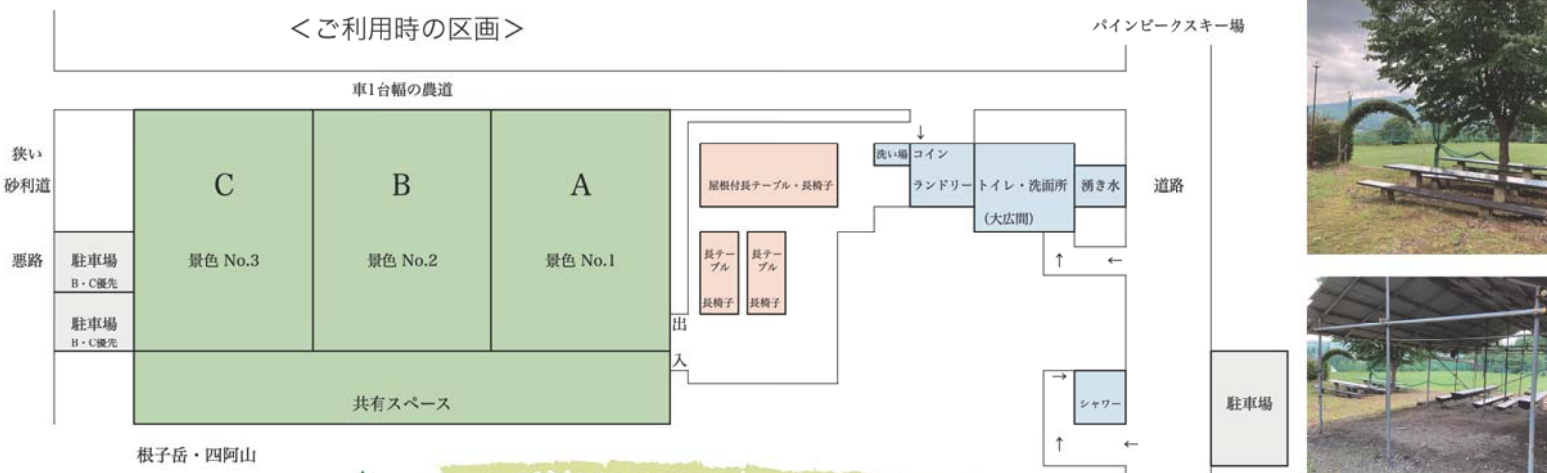 <ご利用時の区画>
パインビークスキー場
車1台幅の農道
狭い
砂利道
悪路
C
景色 No.3
B
景色 No.2
A
景色 No.1
駐車場
B・C優先
駐車場
B・C優先
共有スペース
出
入
屋根付長テーブル・長椅子
長テー
ブル
長椅子
長テー
ブル
長椅子
洗い場
コイン
ランドリー
トイレ・洗面所
(大広間)
湧き水
道路
↓
↑
←
→
シャワー
↑
←
駐車場
根子岳・四阿山